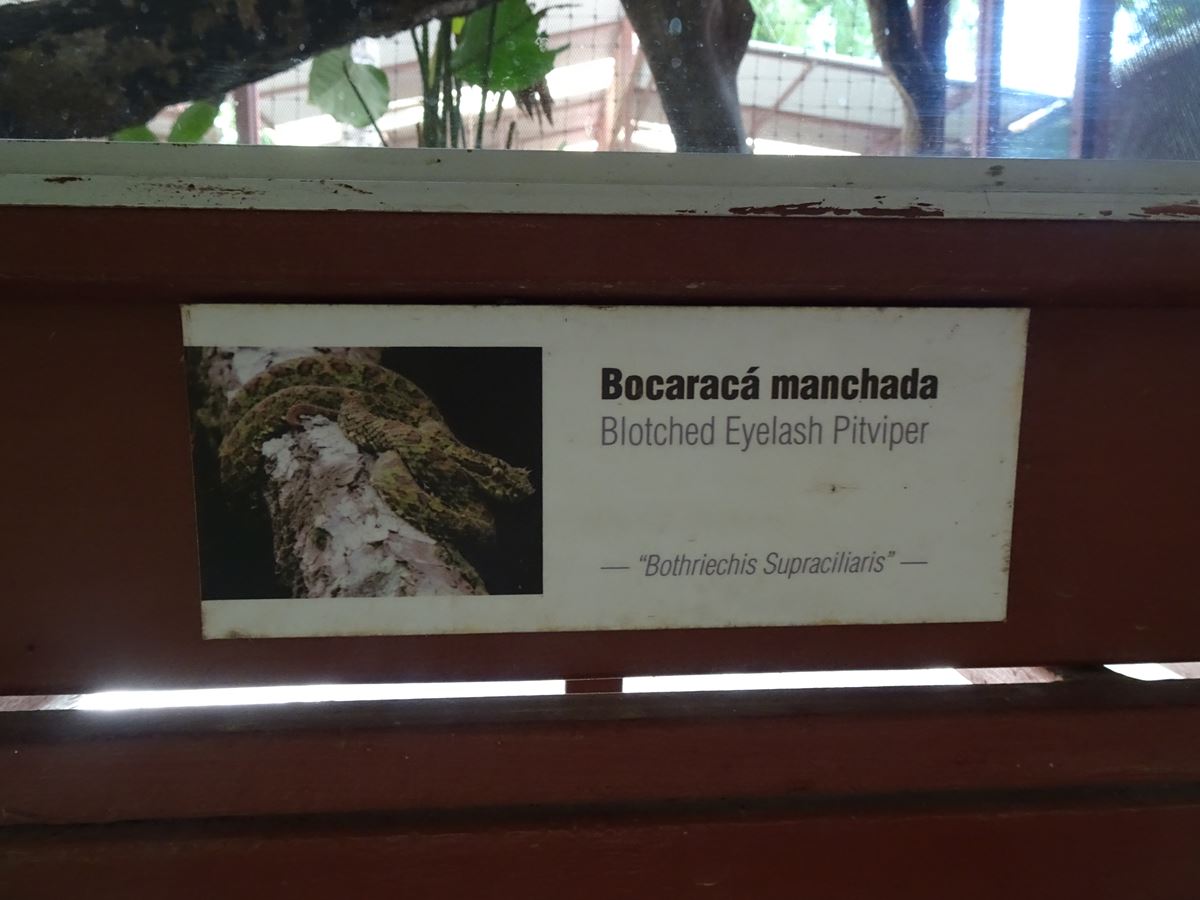 Bocaracá manchada
Blotched Eyelash Pitviper
— “Bothriechis Supraciliaris” —